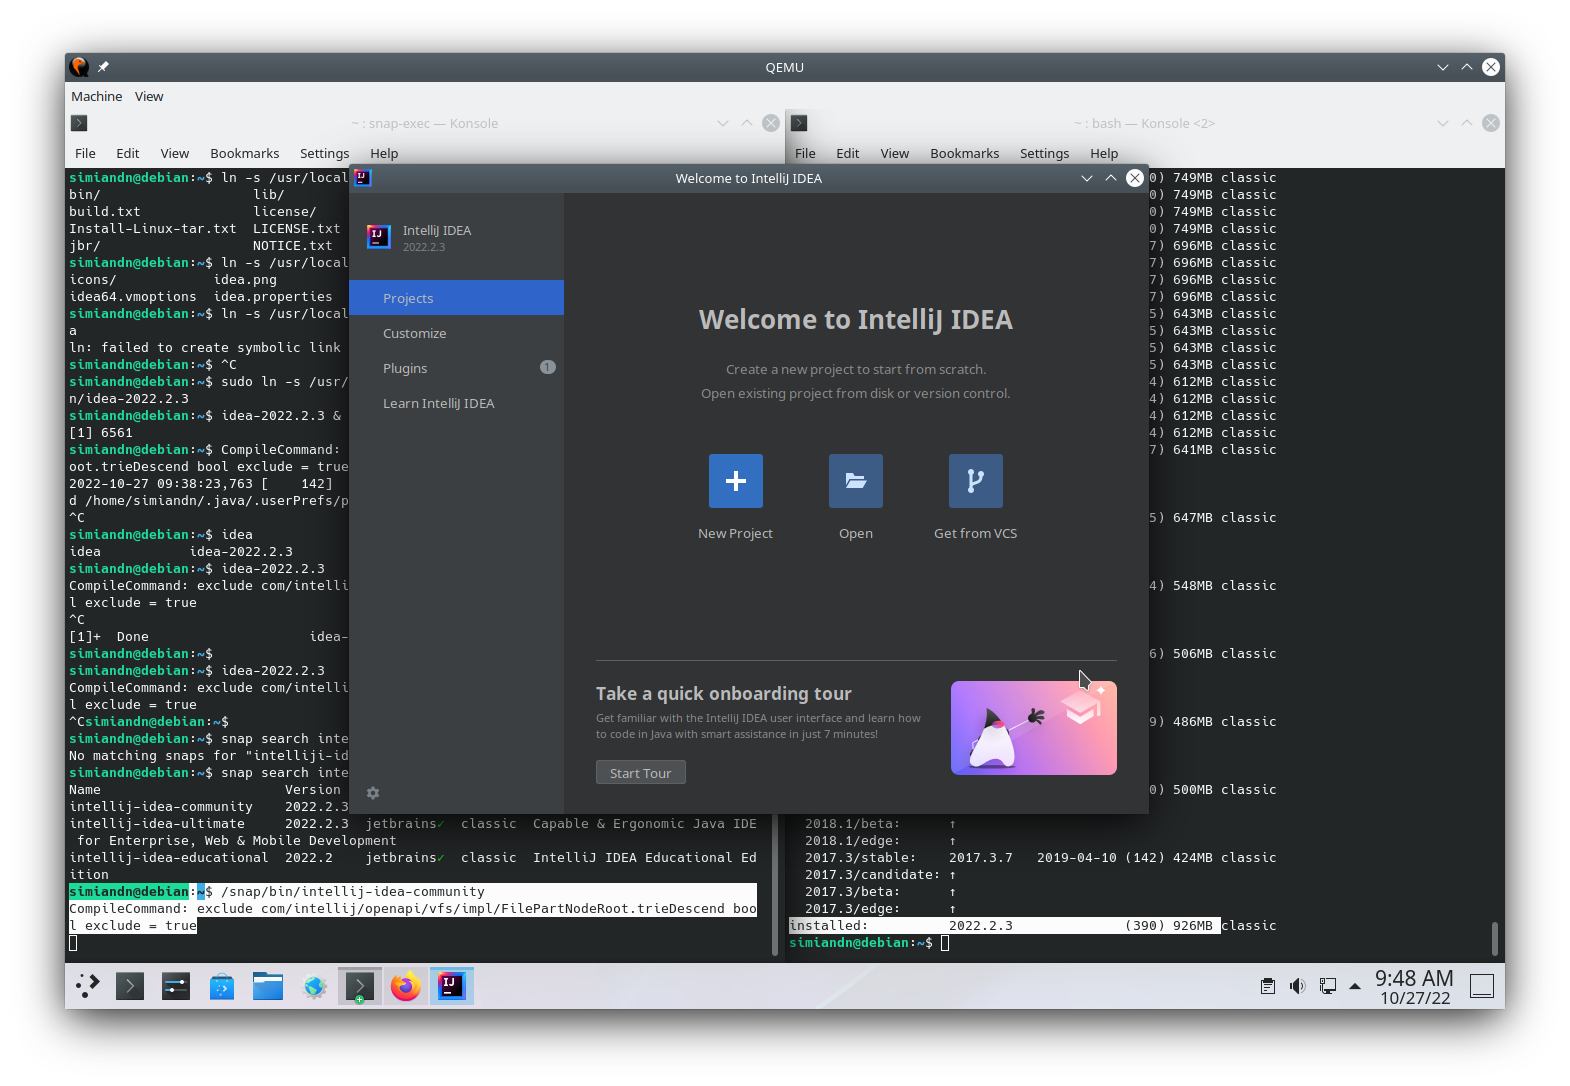 QEMU
Machine View
~ : snap-exec — Konsole
File Edit View Bookmarks Settings Help
simiandn@debian:~$ ln -s /usr/local
bin/ lib/
build.txt license/
Install-Linux-tar.txt LICENSE.txt
jbr/ NOTICE.txt
simiandn@debian:~$ ln -s /usr/local
icons/ idea.png
idea64.vmoptions idea.properties
simiandn@debian:~$ ln -s /usr/local
a
ln: failed to create symbolic link
simiandn@debian:~$ ^C
simiandn@debian:~$ sudo ln -s /usr/
n/idea-2022.2.3
simiandn@debian:~$ idea-2022.2.3 &
[1] 6561
simiandn@debian:~$ CompileCommand:
oot.trieDescend bool exclude = true
2022-10-27 09:38:23,763 [ 142]
d /home/simiandn/.java/.userPrefs/p
^C
simiandn@debian:~$ idea
idea idea-2022.2.3
simiandn@debian:~$ idea-2022.2.3
CompileCommand: exclude com/intelli
l exclude = true
^C
[1]+ Done idea-
simiandn@debian:~$
simiandn@debian:~$ idea-2022.2.3
CompileCommand: exclude com/intelli
l exclude = true
^Csimiandn@debian:~$
simiandn@debian:~$ snap search inte
No matching snaps for "intelliji-id
simiandn@debian:~$ snap search inte
Name Version
intellij-idea-community 2022.2.3
intellij-idea-ultimate 2022.2.3 jetbrains✓ classic Capable & Ergonomic Java IDE
for Enterprise, Web & Mobile Development
intellij-idea-educational 2022.2 jetbrains✓ classic IntelliJ IDEA Educational Ed
ition
simiandn@debian:~$ /snap/bin/intellij-idea-community
CompileCommand: exclude com/intellij/openapi/vfs/impl/FilePartNodeRoot.trieDescend boo
l exclude = true
Welcome to IntelliJ IDEA
IntelliJ IDEA
2022.2.3
Projects
Customize
Plugins 1
Learn IntelliJ IDEA
Welcome to IntelliJ IDEA
Create a new project to start from scratch.
Open existing project from disk or version control.
New Project Open Get from VCS
Take a quick onboarding tour
Get familiar with the IntelliJ IDEA user interface and learn how
to code in Java with smart assistance in just 7 minutes!
Start Tour
~ : bash — Konsole <2>
File Edit View Bookmarks Settings Help
0) 749MB classic
0) 749MB classic
0) 749MB classic
0) 749MB classic
7) 696MB classic
7) 696MB classic
7) 696MB classic
7) 696MB classic
5) 643MB classic
5) 643MB classic
5) 643MB classic
5) 643MB classic
4) 612MB classic
4) 612MB classic
4) 612MB classic
4) 612MB classic
7) 641MB classic
5) 647MB classic
4) 548MB classic
6) 506MB classic
9) 486MB classic
0) 500MB classic
2018.1/beta: ↑
2018.1/edge: ↑
2017.3/stable: 2017.3.7 2019-04-10 (142) 424MB classic
2017.3/candidate: ↑
2017.3/beta: ↑
2017.3/edge: ↑
installed: 2022.2.3 (390) 926MB classic
simiandn@debian:~$
9:48 AM
10/27/22